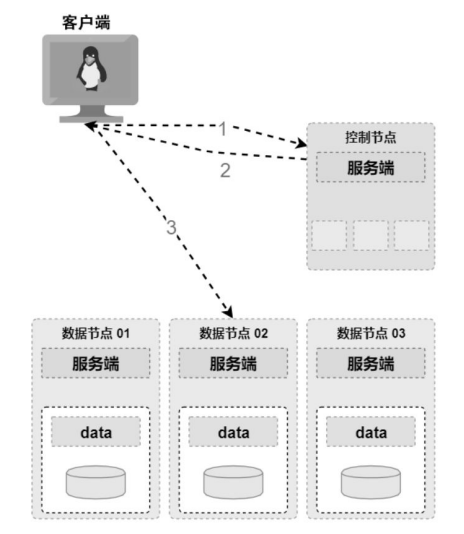 客户端
1
控制节点
服务端
2
3
数据节点 01
数据节点 02
数据节点 03
服务端
服务端
服务端
data
data
data